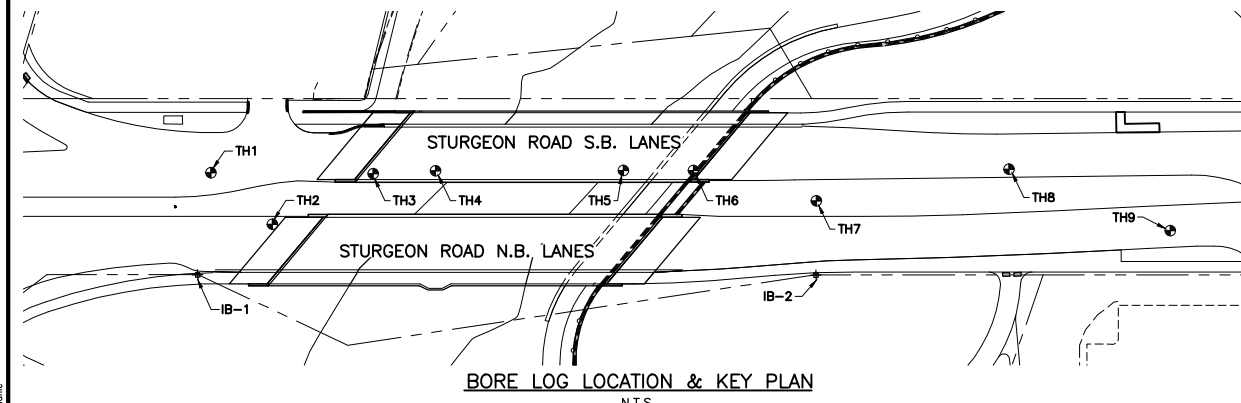 STURGEON ROAD S.B. LANES
TH1
TH3
TH4
TH5
TH6
TH8
TH2
TH7
TH9
STURGEON ROAD N.B. LANES
IB-1
IB-2
BORE LOG LOCATION & KEY PLAN
N.T.S.